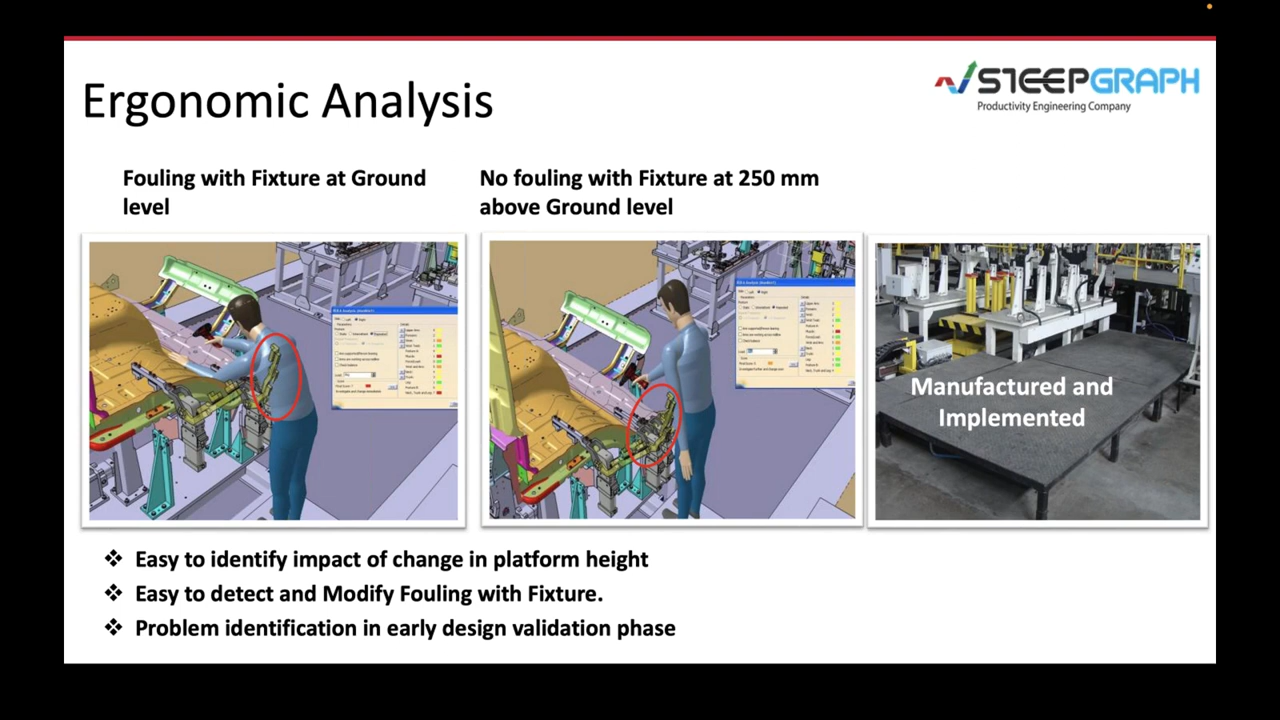 Ergonomic Analysis
STEEPGRAPH
Productivity Engineering Company
Fouling with Fixture at Ground
level
No fouling with Fixture at 250 mm
above Ground level
Manufactured and
Implemented
❖ Easy to identify impact of change in platform height
❖ Easy to detect and Modify Fouling with Fixture.
❖ Problem identification in early design validation phase